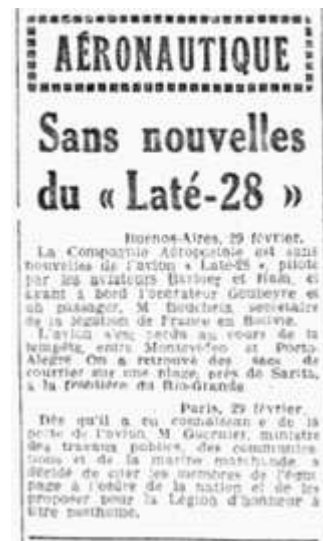 AÉRONAUTIQUE
Sans nouvelles
du « Laté-28 »
Buenos-Aires, 29 février.
La Compagnie Aéropostale est sans
nouvelles de l'avion « Laté-28 », piloté
par les aviateurs et Ham, et
ayant à bord l'opérateur Goubeyre et
un passager, M. secrétaire
de la légation de France en Bolivie.
L'avion s'est perdu au cours de la
tempête, entre Montevideo et Porto-
Alegre. On a retrouvé des sacs de
courrier sur une plage, près de Sarita,
à la frontière du Rio-Grande.
Paris, 29 février.
Dès qu'il a eu connaissance de la
perte de l'avion, M. Guernier, ministre
des travaux publics, des communica-
tions et de la marine marchande, a
décidé de citer les membres de l'équi-
page à l'ordre de la nation et de les
proposer pour la Légion d'honneur à
titre posthume.